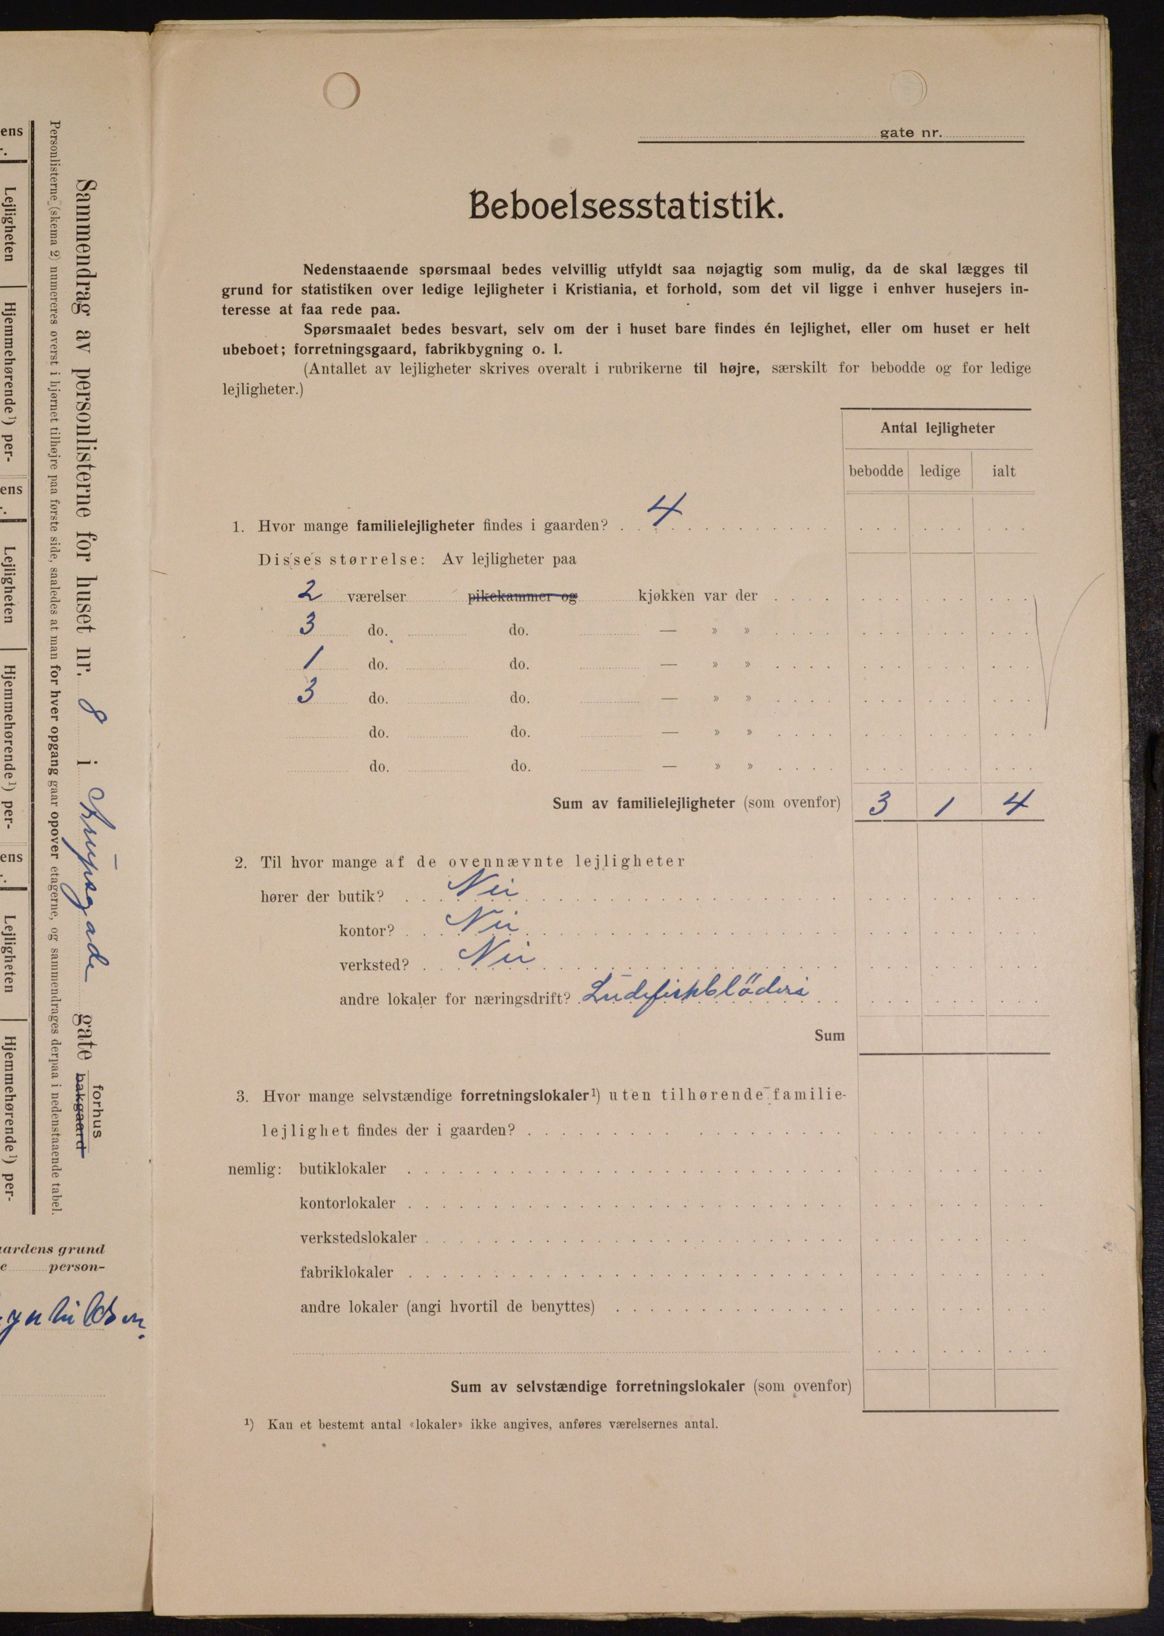 gate nr.
Beboelsesstatistik.
Nedenstaaende spørsmaal bedes velvillig utfyldt saa nøjagtig som mulig, da de skal lægges til
grund for statistiken over ledige lejligheter i Kristiania, et forhold, som det vil ligge i enhver husejers in-
teresse at faa rede paa.
Spørsmaalet bedes besvart, selv om der i huset bare findes én lejlighet, eller om huset er helt
ubeboet; forretningsgaard, fabrikbygning o. l.
(Antallet av lejligheter skrives overalt i rubrikerne til højre, særskilt for bebodde og for ledige
lejligheter.)
Antal lejligheter
bebodde ledige ialt
1. Hvor mange familielejligheter findes i gaarden? 4
Disses størrelse: Av lejligheter paa
2 værelser pikekammer og kjøkken var der
3 do. do. — » »
1 do. do. — » »
3 do. do. — » »
do. do. — » »
do. do. — » »
Sum av familielejligheter (som ovenfor) 3 1 4
2. Til hvor mange af de ovennævnte lejligheter
hører der butik? Nei
kontor? Nei
verksted? Nei
andre lokaler for næringsdrift? Ludefiskblöderi
Sum
3. Hvor mange selvstændige forretningslokaler¹) uten tilhørende familie-
lejlighet findes der i gaarden?
nemlig: butiklokaler
kontorlokaler
verkstedslokaler
fabriklokaler
andre lokaler (angi hvortil de benyttes)
Sum av selvstændige forretningslokaler (som ovenfor)
¹) Kan et bestemt antal «lokaler» ikke angives, anføres værelsernes antal.
Sammendrag av personlisterne for huset nr. 8 i gate forhus bakgaard
Personlisterne (skema 2) nummereres øverst i hjørnet tilhøjre paa første side, saaledes at man for hver opgang gaar opover etagerne, og sammendrages derpaa i nedenstaaende tabel.
ens
Lejligheten
Hjemmehørende¹) per-
ens
Lejligheten
Hjemmehørende¹) per-
ens
Lejligheten
Hjemmehørende¹) per-
aardens grund
e person-